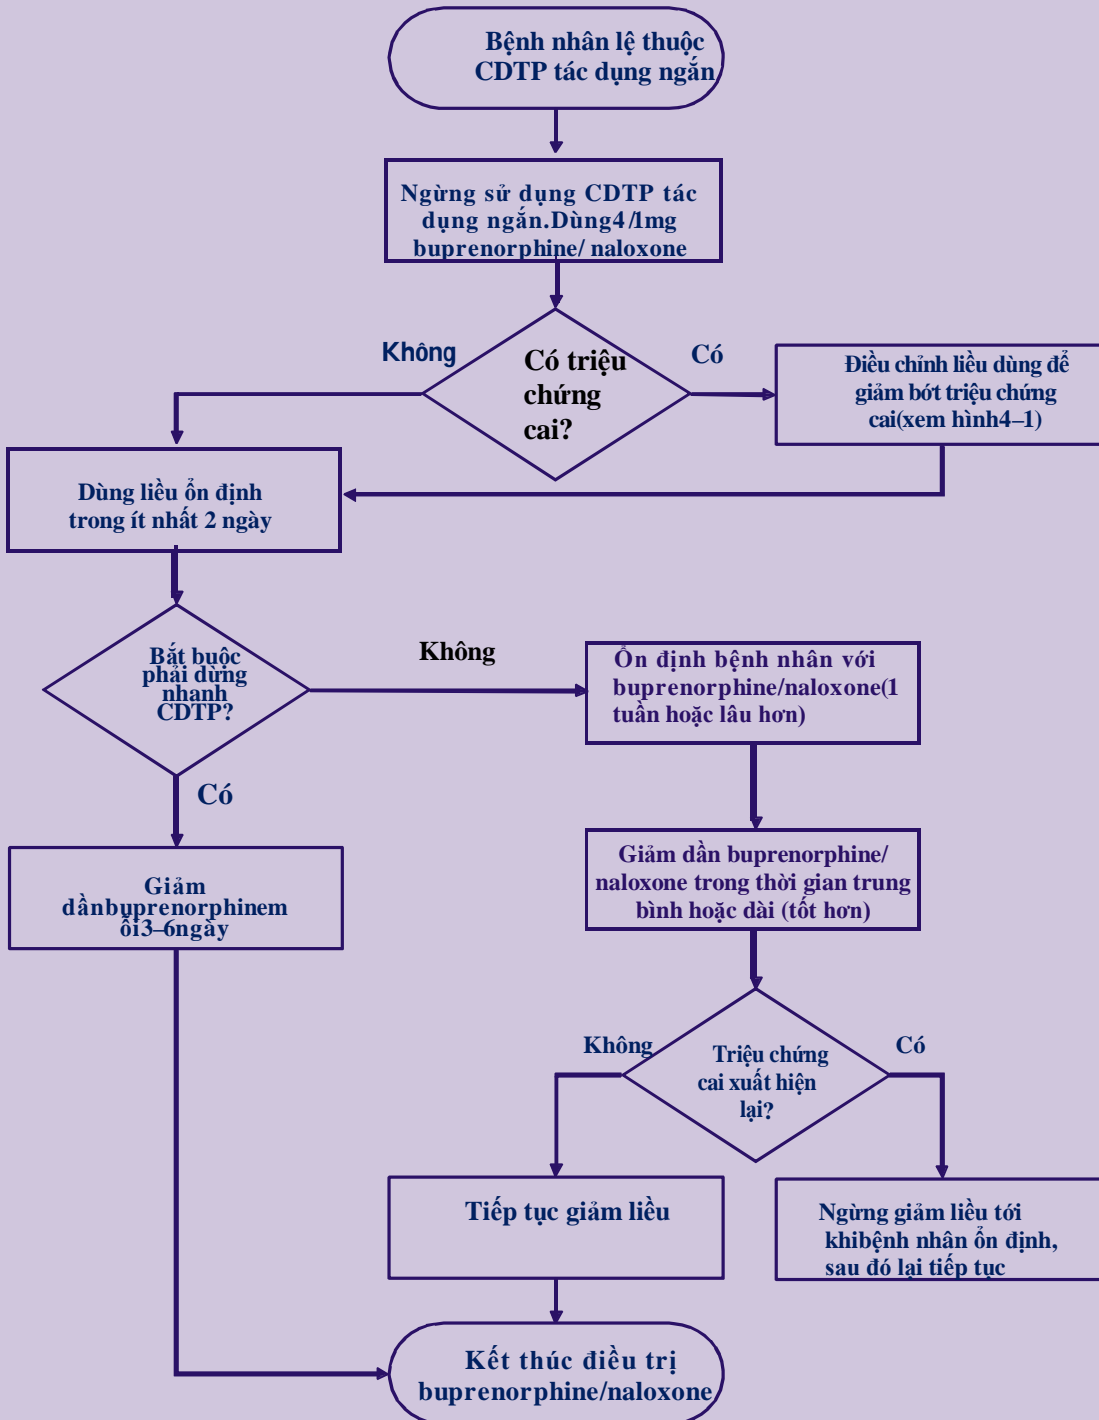 Bệnh nhân lệ thuộc
CDTP tác dụng ngắn
Ngừng sử dụng CDTP tác
dụng ngắn.Dùng4/1mg
buprenorphine/ naloxone
Không
Có triệu
chứng
cai?
Có
Điều chỉnh liều dùng để
giảm bớt triệu chứng
cai(xem hình4–1)
Dùng liều ổn định
trong ít nhất 2 ngày
Bắt buộc
phải dừng
nhanh
CDTP?
Không
Ổn định bệnh nhân với
buprenorphine/naloxone(1
tuần hoặc lâu hơn)
Có
Giảm
dầnbuprenorphinem
ỗi3–6ngày
Giảm dần buprenorphine/
naloxone trong thời gian trung
bình hoặc dài (tốt hơn)
Không
Triệu chứng
cai xuất hiện
lại?
Có
Tiếp tục giảm liều
Ngừng giảm liều tới
khibệnh nhân ổn định,
sau đó lại tiếp tục
Kết thúc điều trị
buprenorphine/naloxone